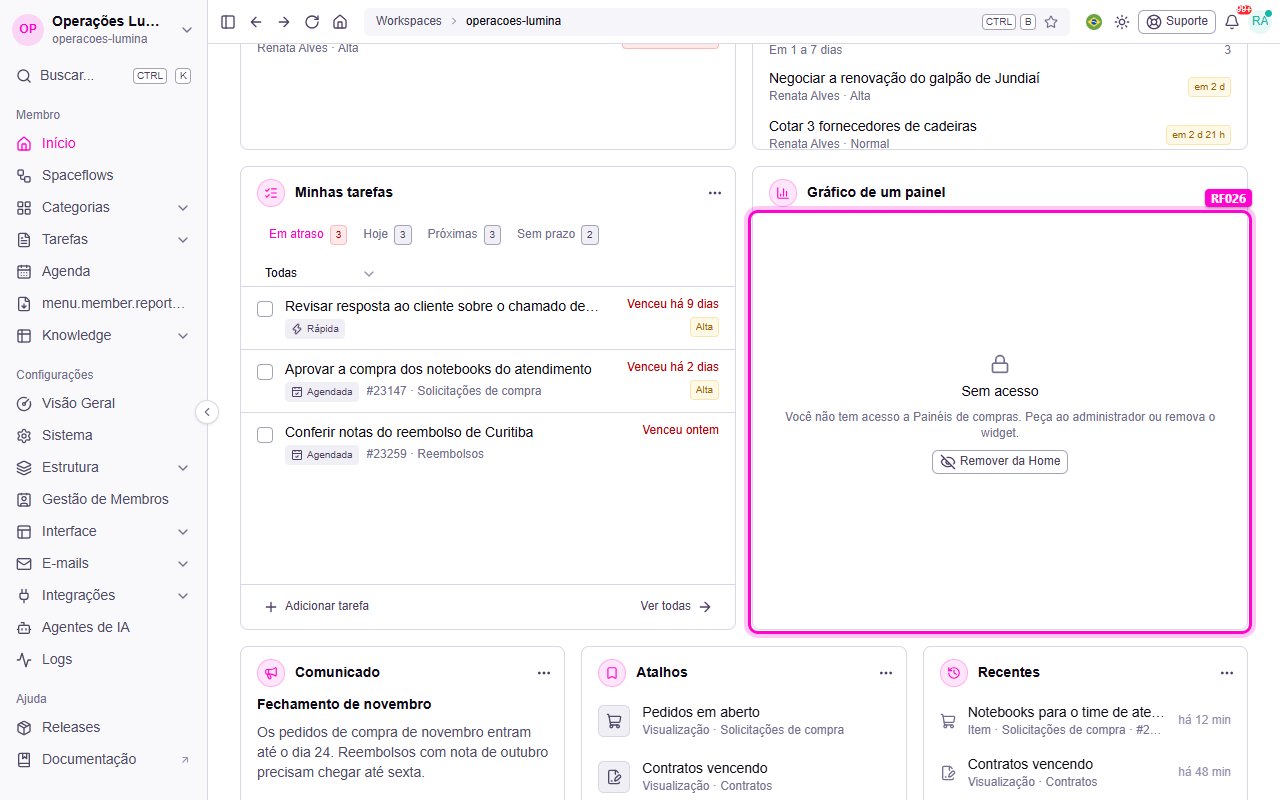 OP
Operações Lu...
operacoes-lumina
Buscar...
CTRL
K
Membro
Início
Spaceflows
Categorias
Tarefas
Agenda
menu.member.report...
Knowledge
Configurações
Visão Geral
Sistema
Estrutura
Gestão de Membros
Interface
E-mails
Integrações
Agentes de IA
Logs
Ajuda
Releases
Documentação
Workspaces
operacoes-lumina
CTRL
B
Suporte
99+
RA
Renata Alves · Alta
Em 1 a 7 dias
3
Negociar a renovação do galpão de Jundiaí
Renata Alves · Alta
em 2 d
Cotar 3 fornecedores de cadeiras
Renata Alves · Normal
em 2 d 21 h
Minhas tarefas
Em atraso 3
Hoje 3
Próximas 3
Sem prazo 2
Todas
Revisar resposta ao cliente sobre o chamado de...
Venceu há 9 dias
Rápida
Alta
Aprovar a compra dos notebooks do atendimento
Venceu há 2 dias
Agendada
#23147 · Solicitações de compra
Alta
Conferir notas do reembolso de Curitiba
Venceu ontem
Agendada
#23259 · Reembolsos
Adicionar tarefa
Ver todas
Gráfico de um painel
RF026
Sem acesso
Você não tem acesso a Painéis de compras. Peça ao administrador ou remova o
widget.
Remover da Home
Comunicado
Fechamento de novembro
Os pedidos de compra de novembro entram
até o dia 24. Reembolsos com nota de outubro
precisam chegar até sexta.
Atalhos
Pedidos em aberto
Visualização · Solicitações de compra
Contratos vencendo
Visualização · Contratos
Recentes
Notebooks para o time de ate...
Item · Solicitações de compra · #2...
há 12 min
Contratos vencendo
Visualização · Contratos
há 48 min